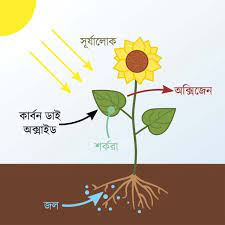 সূর্যালোক
অক্সিজেন
কার্বন ডাই
অক্সাইড
শর্করা
জল